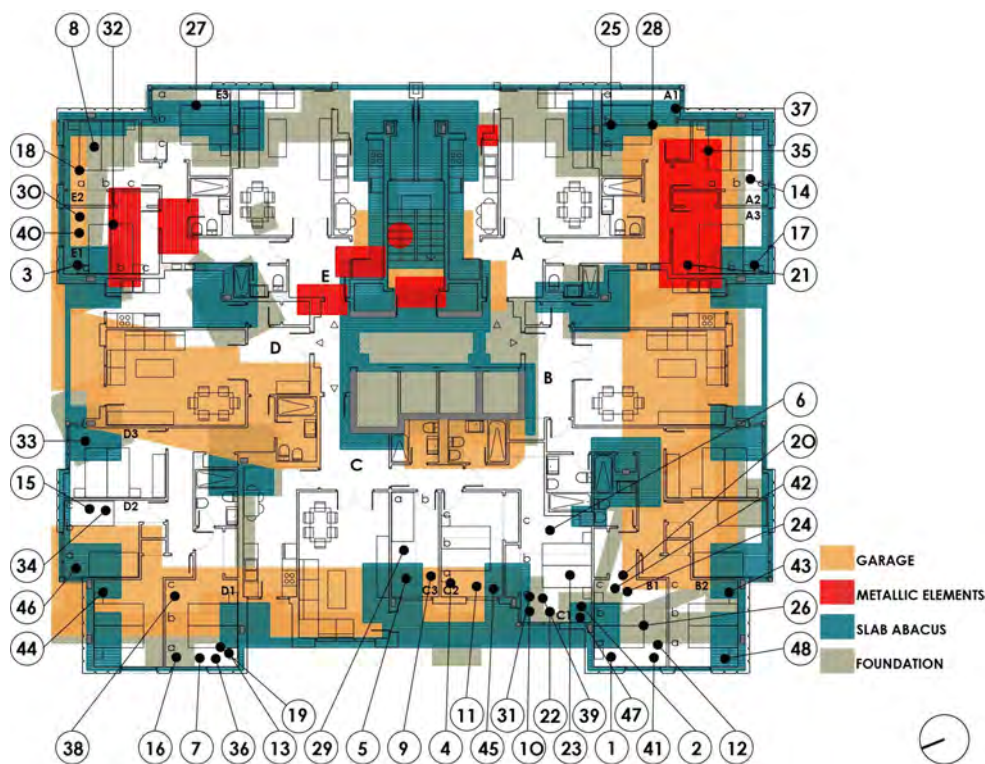 8 32 27 25 28
E3 A1
37
18 35
a b c
14
30 E2 A2
A3
40 17
E1
3 c c 21
A
E
D
B
6
D3 20
33
C 42
15 a b c
D2
24
34 43
GARAGE
METALLIC ELEMENTS
SLAB ABACUS
FOUNDATION
46 D1 C3 C2 C1 B1 B2
26
44 48
19 31 22 39 47
11
38 16 7 36 13 29 5 9 4 45 10 23 1 41 2 12